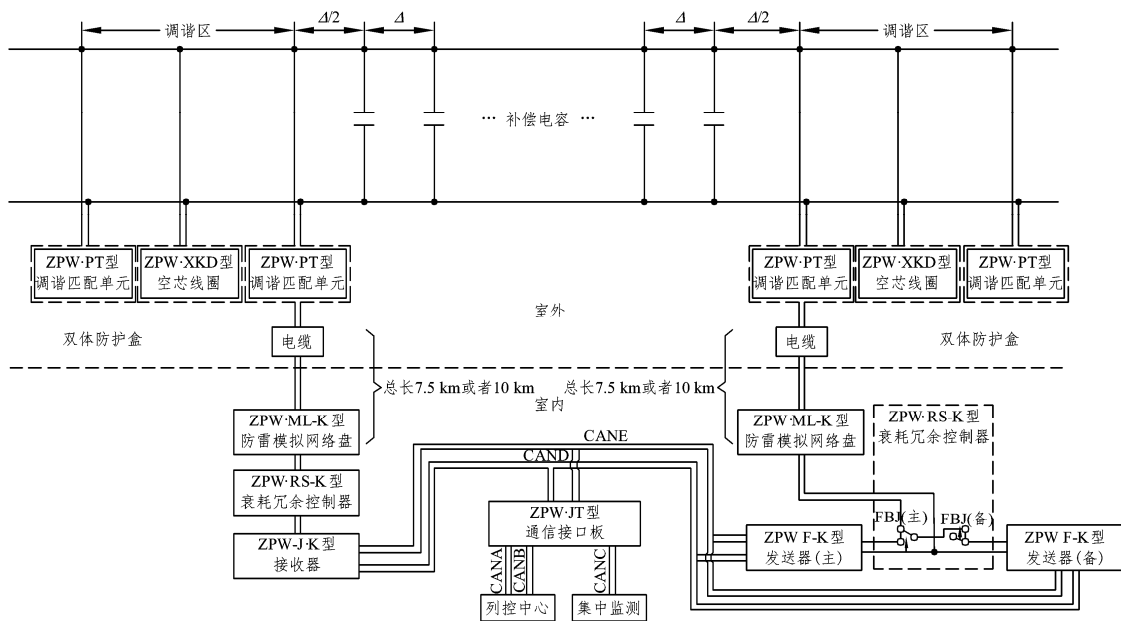 调谐区
Δ/2
Δ
Δ
Δ/2
调谐区
… 补偿电容 …
ZPW·PT型
调谐匹配单元
ZPW·XKD型
空芯线圈
ZPW·PT型
调谐匹配单元
ZPW·PT型
调谐匹配单元
ZPW·XKD型
空芯线圈
ZPW·PT型
调谐匹配单元
室外
双体防护盒
电缆
电缆
双体防护盒
总长7.5 km或者10 km
总长7.5 km或者10 km
室内
ZPW·ML-K型
防雷模拟网络盘
ZPW·ML-K型
防雷模拟网络盘
ZPW·RS-K型
衰耗冗余控制器
CANE
CAND
ZPW·RS-K型
衰耗冗余控制器
ZPW·JT型
通信接口板
FBJ(主)
FBJ(备)
ZPW-J·K型
接收器
ZPW F-K型
发送器(主)
ZPW F-K型
发送器(备)
CANA
CANB
CANC
列控中心
集中监测